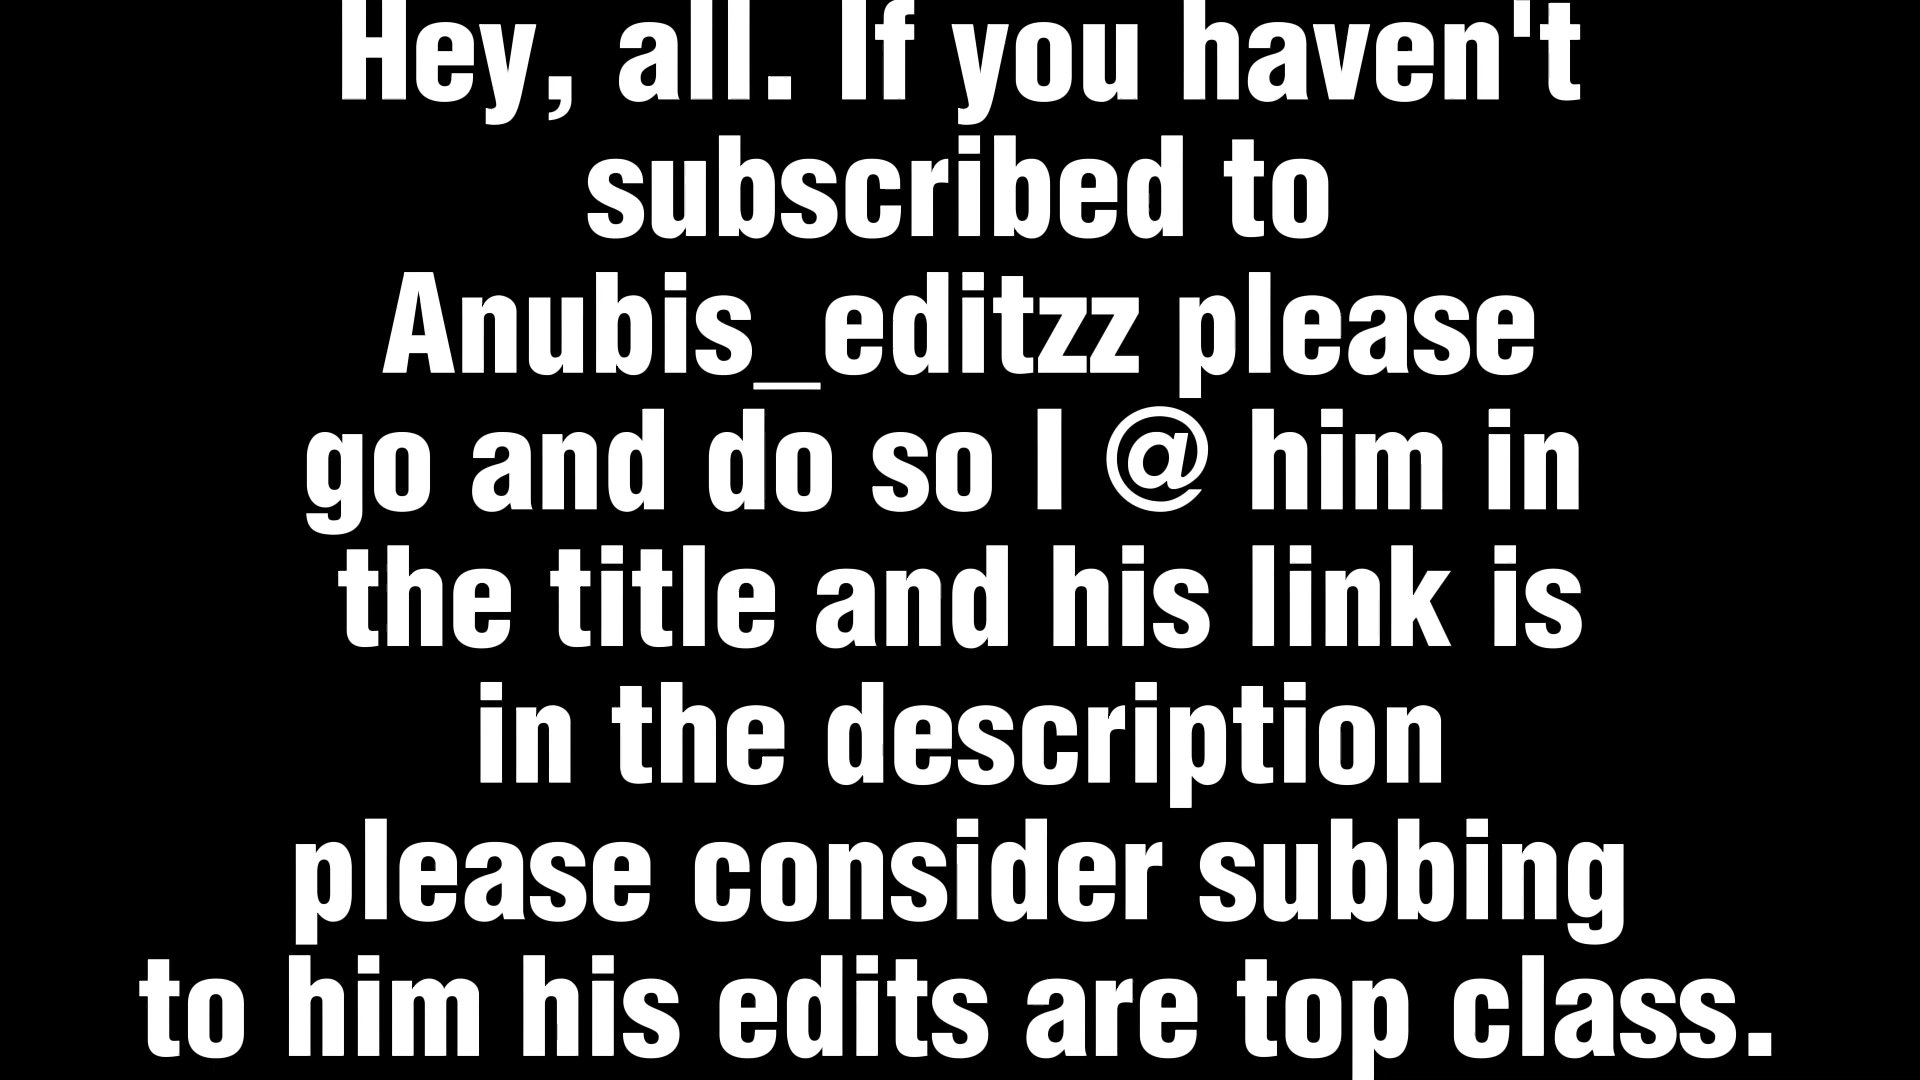 Hey, all. If you haven't
subscribed to
Anubis_editzz please
go and do so I @ him in
the title and his link is
in the description
please consider subbing
to him his edits are top class.